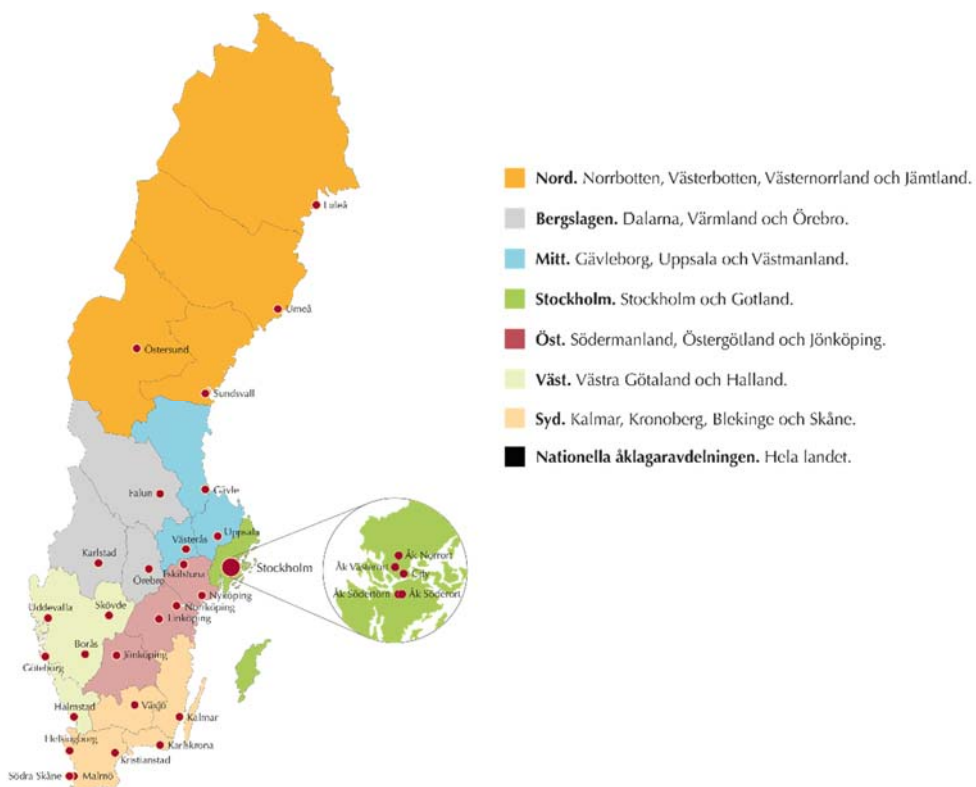 Nord. Norrbotten, Västerbotten, Västernorrland och Jämtland.
Bergslagen. Dalarna, Värmland och Örebro.
Mitt. Gävleborg, Uppsala och Västmanland.
Stockholm. Stockholm och Gotland.
Öst. Södermanland, Östergötland och Jönköping.
Väst. Västra Götaland och Halland.
Syd. Kalmar, Kronoberg, Blekinge och Skåne.
Nationella åklagaravdelningen. Hela landet.
Luleå
Umeå
Östersund
Sundsvall
Falun
Gävle
Uppsala
Västerås
Karlstad
Örebro
Eskilstuna
Stockholm
Åk Norrort
Åk Västerort
City
Åk Södertörn
Åk Söderort
Nyköping
Norrköping
Linköping
Uddevalla
Skövde
Borås
Göteborg
Jönköping
Halmstad
Växjö
Kalmar
Helsingborg
Karlskrona
Kristianstad
Södra Skåne
Malmö